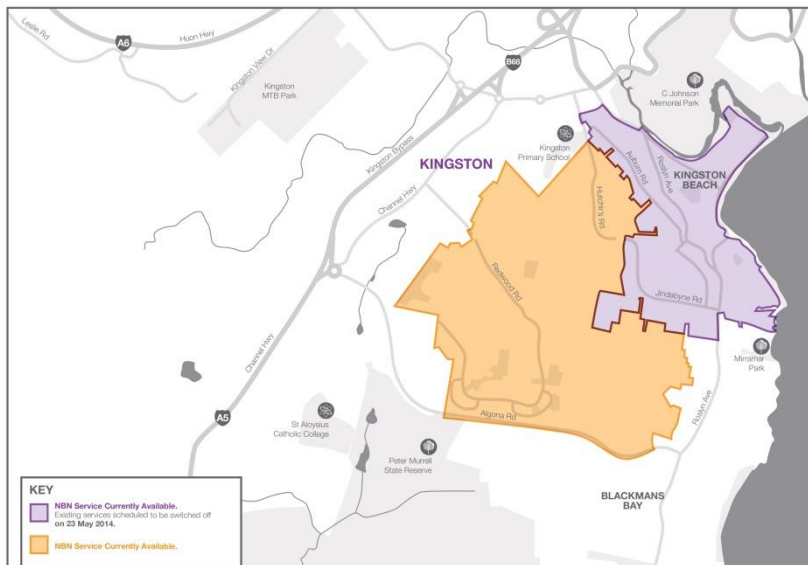 Leslie Rd
A6
Huon Hwy
Kingston View Dr
Kingston
MTB Park
B68
C Johnson
Memorial Park
Kingston Bypass
Kingston
Primary School
KINGSTON
Channel Hwy
Auburn Rd
Roslyn Ave
KINGSTON
BEACH
Hutchins Rd
Redwood Rd
Jindabyne Rd
Channel Hwy
Mirramar
Park
Roslyn Ave
A5
St Aloysius
Catholic College
Algona Rd
Peter Murrell
State Reserve
BLACKMANS
BAY
KEY
NBN Service Currently Available.
Existing services scheduled to be switched off
on 23 May 2014.
NBN Service Currently Available.